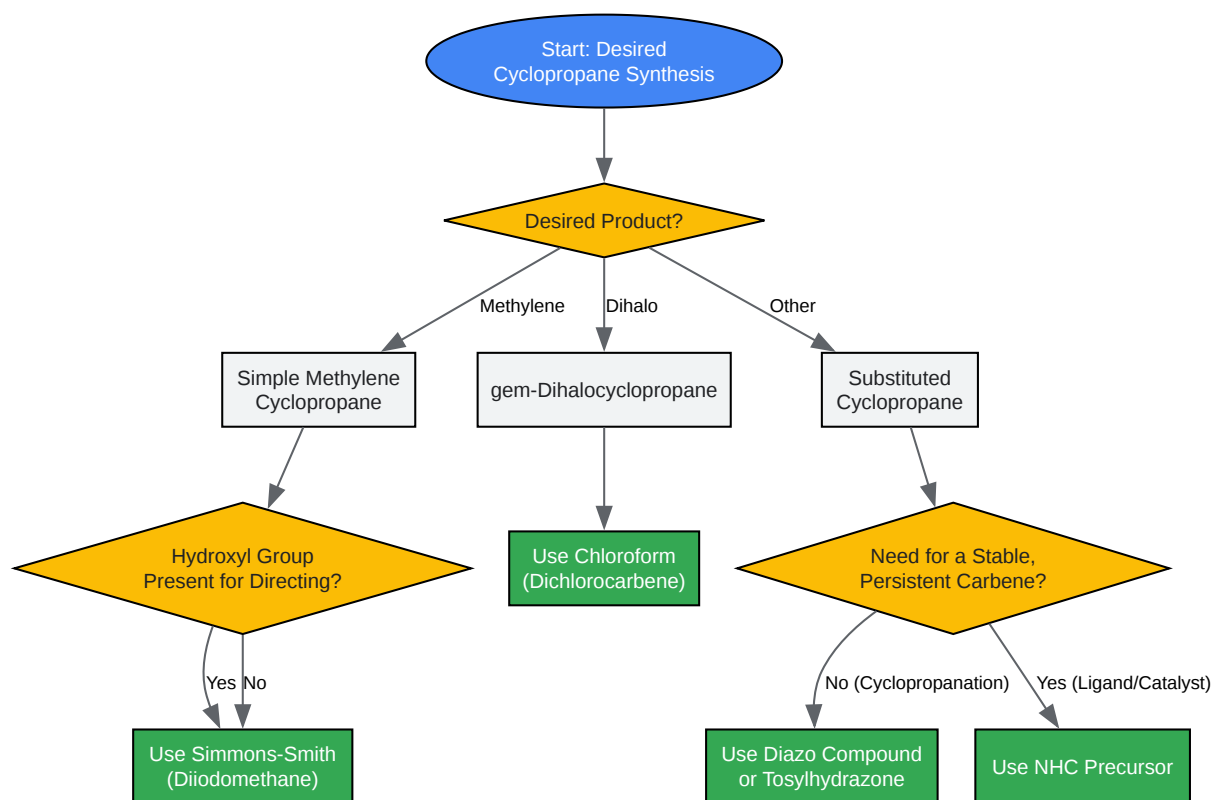 Start: Desired
Cyclopropane Synthesis
Desired Product?
Methylene
Dihalo
Other
Simple Methylene
Cyclopropane
gem-Dihalocyclopropane
Substituted
Cyclopropane
Hydroxyl Group
Present for Directing?
Use Chloroform
(Dichlorocarbene)
Need for a Stable,
Persistent Carbene?
Yes
No
No (Cyclopropanation)
Yes (Ligand/Catalyst)
Use Simmons-Smith
(Diiodomethane)
Use Diazo Compound
or Tosylhydrazone
Use NHC Precursor